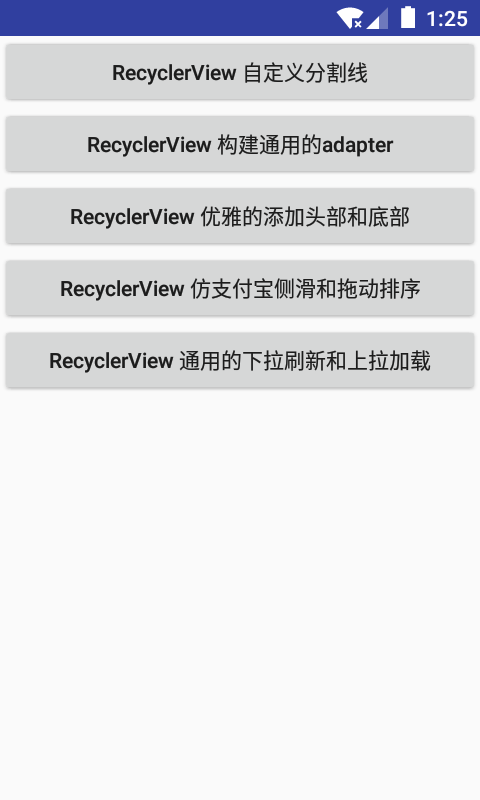 1:25
RecyclerView 自定义分割线
RecyclerView 构建通用的adapter
RecyclerView 优雅的添加头部和底部
RecyclerView 仿支付宝侧滑和拖动排序
RecyclerView 通用的下拉刷新和上拉加载